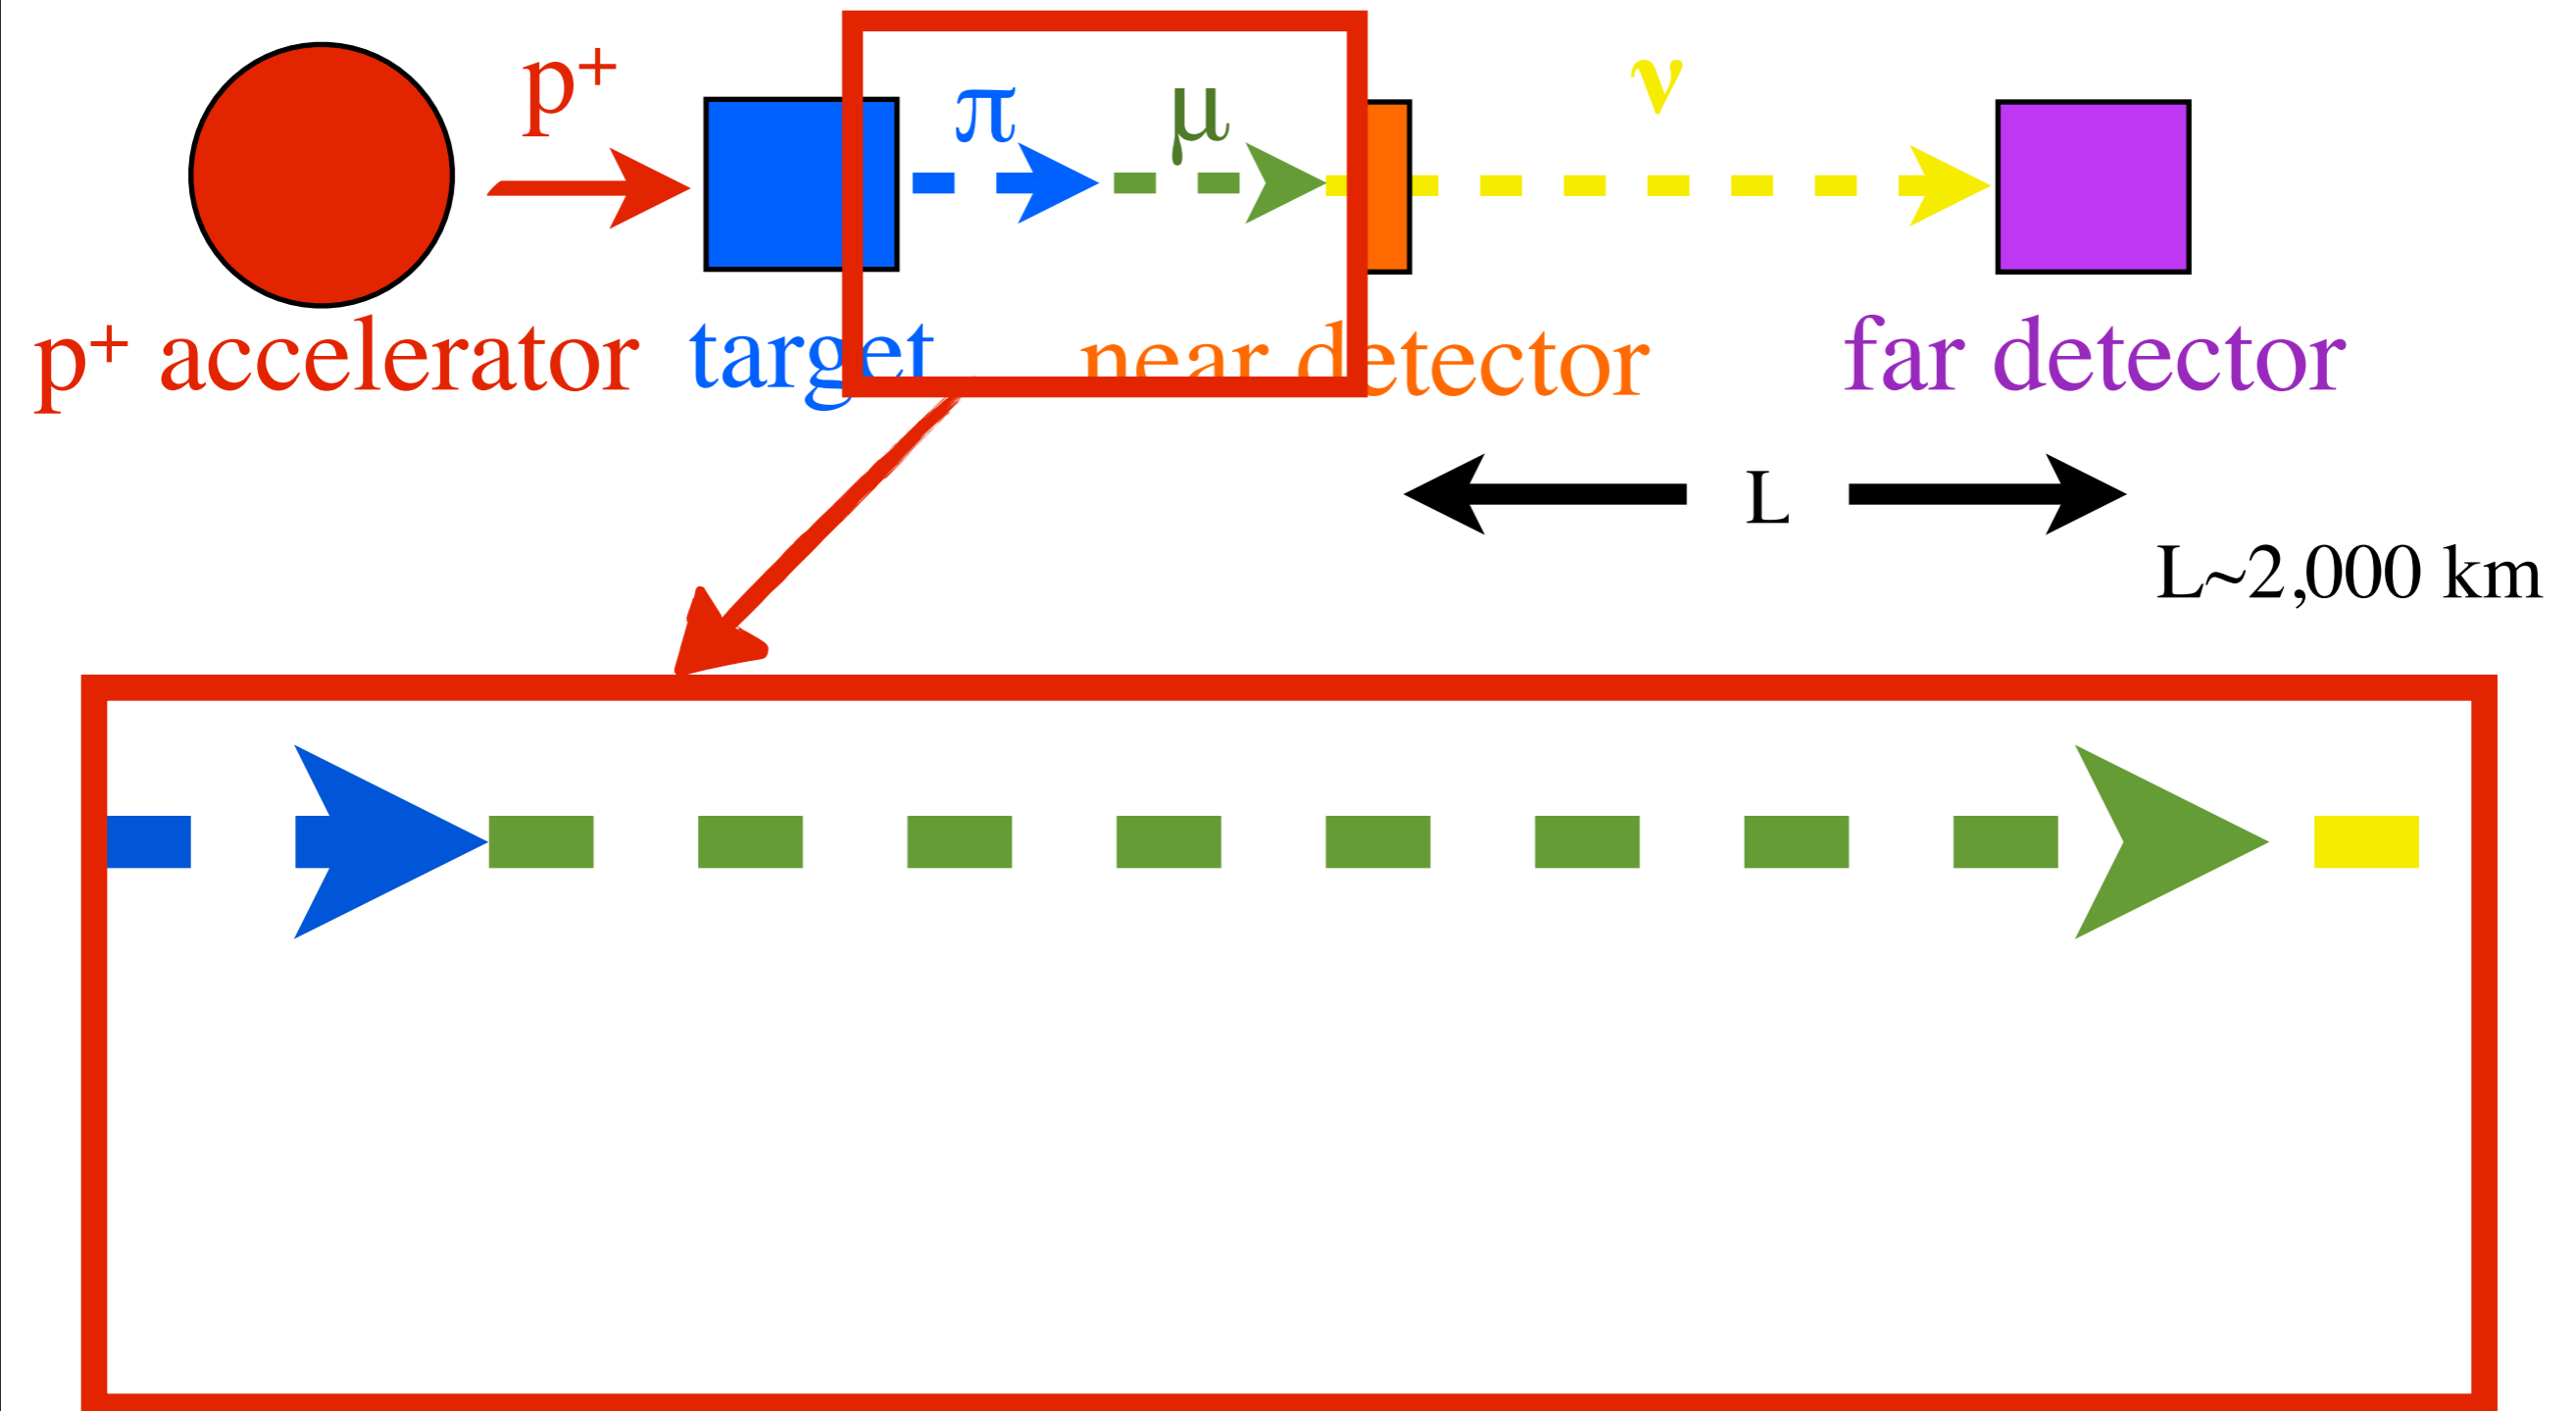 p+ π μ ν
p+ accelerator target near detector far detector
L
L~2,000 km